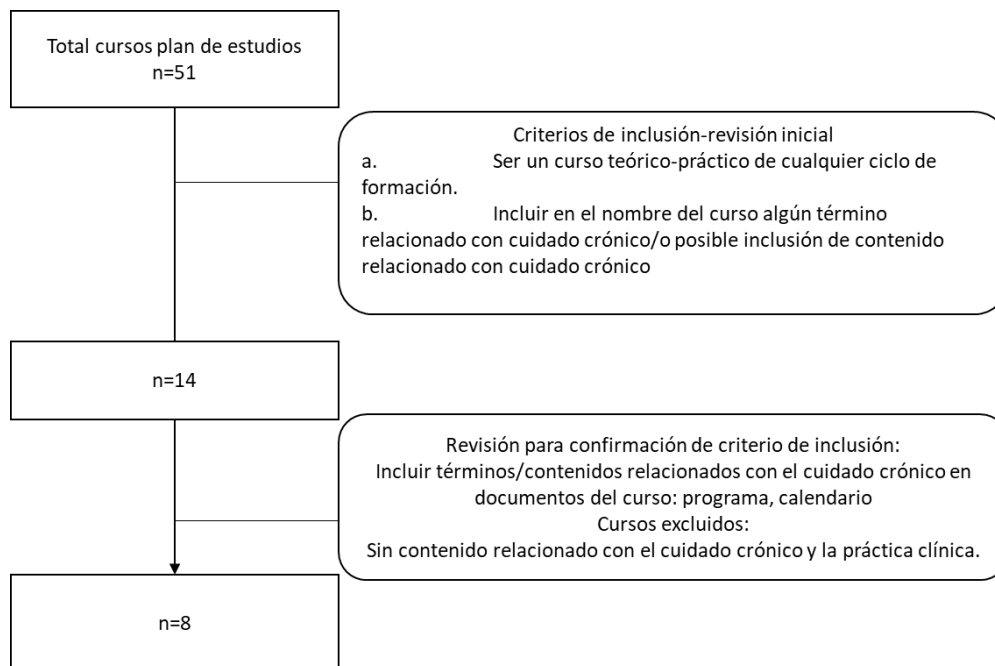 Total cursos plan de estudios
n=51
Criterios de inclusión-revisión inicial
a. Ser un curso teórico-práctico de cualquier ciclo de
formación.
b. Incluir en el nombre del curso algún término
relacionado con cuidado crónico/o posible inclusión de contenido
relacionado con cuidado crónico
n=14
Revisión para confirmación de criterio de inclusión:
Incluir términos/contenidos relacionados con el cuidado crónico en
documentos del curso: programa, calendario
Cursos excluidos:
Sin contenido relacionado con el cuidado crónico y la práctica clínica.
n=8